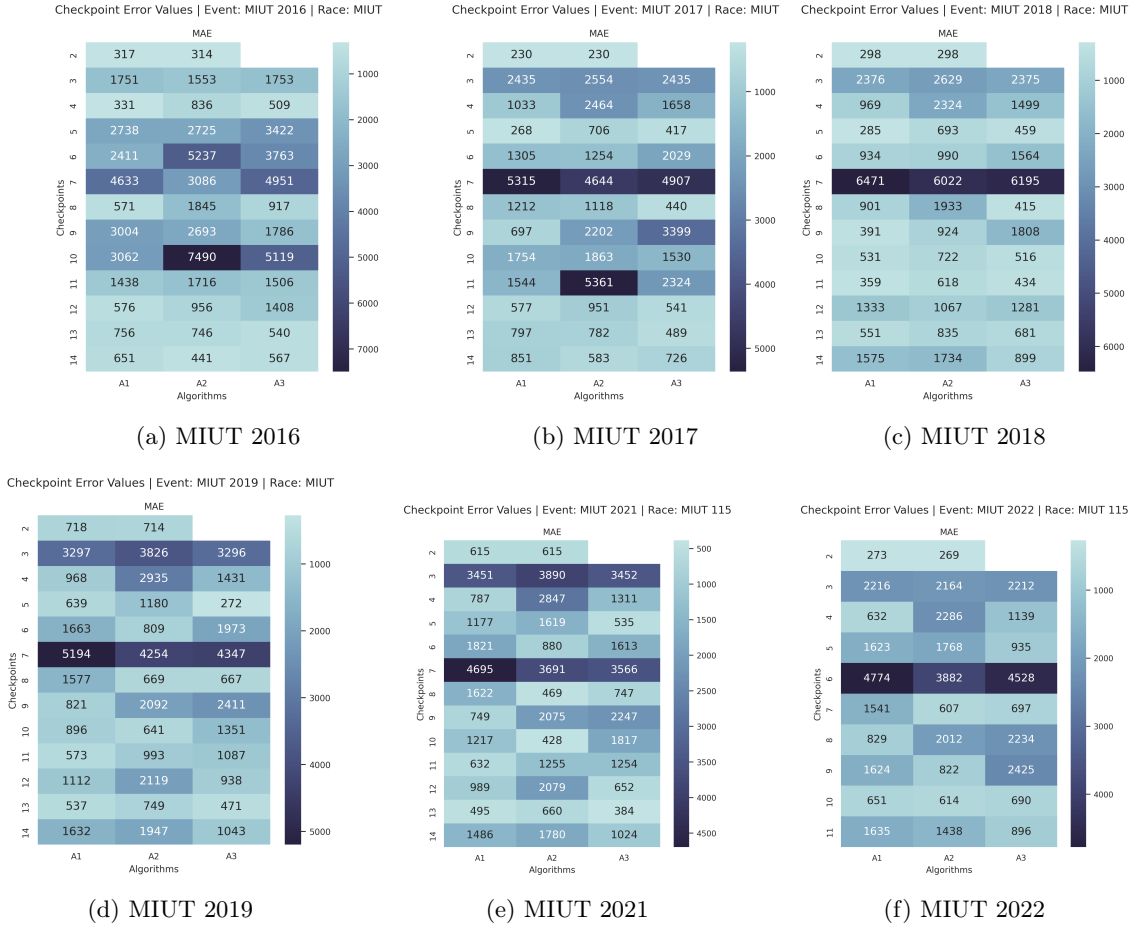 Checkpoint Error Values | Event: MIUT 2016 | Race: MIUT
MAE
2 317 314
3 1751 1553 1753
4 331 836 509
5 2738 2725 3422
6 2411 5237 3763
7 4633 3086 4951
8 571 1845 917
9 3004 2693 1786
10 3062 7490 5119
11 1438 1716 1506
12 576 956 1408
13 756 746 540
14 651 441 567
A1 A2 A3
Algorithms
Checkpoints
1000
2000
3000
4000
5000
6000
7000
(a) MIUT 2016
Checkpoint Error Values | Event: MIUT 2017 | Race: MIUT
MAE
2 230 230
3 2435 2554 2435
4 1033 2464 1658
5 268 706 417
6 1305 1254 2029
7 5315 4644 4907
8 1212 1118 440
9 697 2202 3399
10 1754 1863 1530
11 1544 5361 2324
12 577 951 541
13 797 782 489
14 851 583 726
A1 A2 A3
Algorithms
Checkpoints
1000
2000
3000
4000
5000
(b) MIUT 2017
Checkpoint Error Values | Event: MIUT 2018 | Race: MIUT
MAE
2 298 298
3 2376 2629 2375
4 969 2324 1499
5 285 693 459
6 934 990 1564
7 6471 6022 6195
8 901 1933 415
9 391 924 1808
10 531 722 516
11 359 618 434
12 1333 1067 1281
13 551 835 681
14 1575 1734 899
A1 A2 A3
Algorithms
Checkpoints
1000
2000
3000
4000
5000
6000
(c) MIUT 2018
Checkpoint Error Values | Event: MIUT 2019 | Race: MIUT
MAE
2 718 714
3 3297 3826 3296
4 968 2935 1431
5 639 1180 272
6 1663 809 1973
7 5194 4254 4347
8 1577 669 667
9 821 2092 2411
10 896 641 1351
11 573 993 1087
12 1112 2119 938
13 537 749 471
14 1632 1947 1043
A1 A2 A3
Algorithms
Checkpoints
1000
2000
3000
4000
5000
(d) MIUT 2019
Checkpoint Error Values | Event: MIUT 2021 | Race: MIUT 115
MAE
2 615 615
3 3451 3890 3452
4 787 2847 1311
5 1177 1619 535
6 1821 880 1613
7 4695 3691 3566
8 1622 469 747
9 749 2075 2247
10 1217 428 1817
11 632 1255 1254
12 989 2079 652
13 495 660 384
14 1486 1780 1024
A1 A2 A3
Algorithms
Checkpoints
500
1000
1500
2000
2500
3000
3500
4000
4500
(e) MIUT 2021
Checkpoint Error Values | Event: MIUT 2022 | Race: MIUT 115
MAE
2 273 269
3 2216 2164 2212
4 632 2286 1139
5 1623 1768 935
6 4774 3882 4528
7 1541 607 697
8 829 2012 2234
9 1624 822 2425
10 651 614 690
11 1635 1438 896
A1 A2 A3
Algorithms
Checkpoints
1000
2000
3000
4000
(f) MIUT 2022